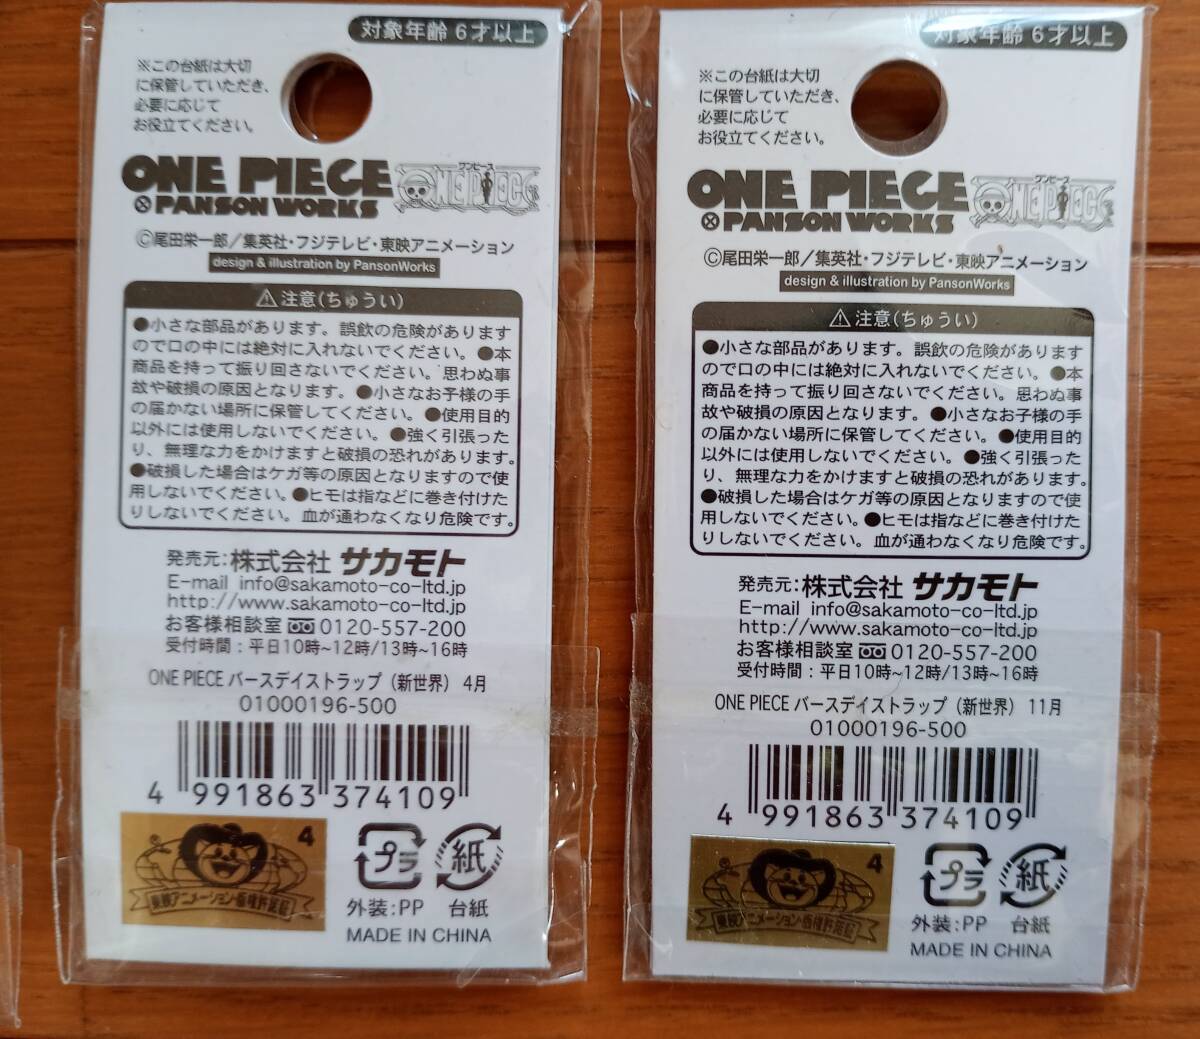 対象年齢 6才以上
※この台紙は大切
に保管していただき、
必要に応じて
お役立てください。
ONE PIECE
× PANSON WORKS
ワンピース
ONE PIECE
©尾田栄一郎／集英社・フジテレビ・東映アニメーション
design & illustration by PansonWorks
⚠注意(ちゅうい)
●小さな部品があります。誤飲の危険があります
ので口の中には絶対に入れないでください。●本
商品を持って振り回さないでください。思わぬ事
故や破損の原因となります。●小さなお子様の手
の届かない場所に保管してください。●使用目的
以外には使用しないでください。●強く引張った
り、無理な力をかけますと破損の恐れがあります。
●破損した場合はケガ等の原因となりますので使
用しないでください。●ヒモは指などに巻き付けた
りしないでください。血が通わなくなり危険です。
発売元:株式会社 サカモト
E-mail info@sakamoto-co-ltd.jp
http://www.sakamoto-co-ltd.jp
お客様相談室 0120-557-200
受付時間：平日10時~12時/13時~16時
ONE PIECE バースデイストラップ（新世界） 4月
01000196-500
4 991863 374109
4
東映アニメーション・版権許諾証
プラ
紙
外装:PP 台紙
MADE IN CHINA
対象年齢 6才以上
※この台紙は大切
に保管していただき、
必要に応じて
お役立てください。
ONE PIECE
× PANSON WORKS
ワンピース
ONE PIECE
©尾田栄一郎／集英社・フジテレビ・東映アニメーション
design & illustration by PansonWorks
⚠注意(ちゅうい)
●小さな部品があります。誤飲の危険があります
ので口の中には絶対に入れないでください。●本
商品を持って振り回さないでください。思わぬ事
故や破損の原因となります。●小さなお子様の手
の届かない場所に保管してください。●使用目的
以外には使用しないでください。●強く引張った
り、無理な力をかけますと破損の恐れがあります。
●破損した場合はケガ等の原因となりますので使
用しないでください。●ヒモは指などに巻き付けた
りしないでください。血が通わなくなり危険です。
発売元:株式会社 サカモト
E-mail info@sakamoto-co-ltd.jp
http://www.sakamoto-co-ltd.jp
お客様相談室 0120-557-200
受付時間：平日10時~12時/13時~16時
ONE PIECE バースデイストラップ（新世界） 11月
01000196-500
4 991863 374109
4
東映アニメーション・版権許諾証
プラ
紙
外装:PP 台紙
MADE IN CHINA